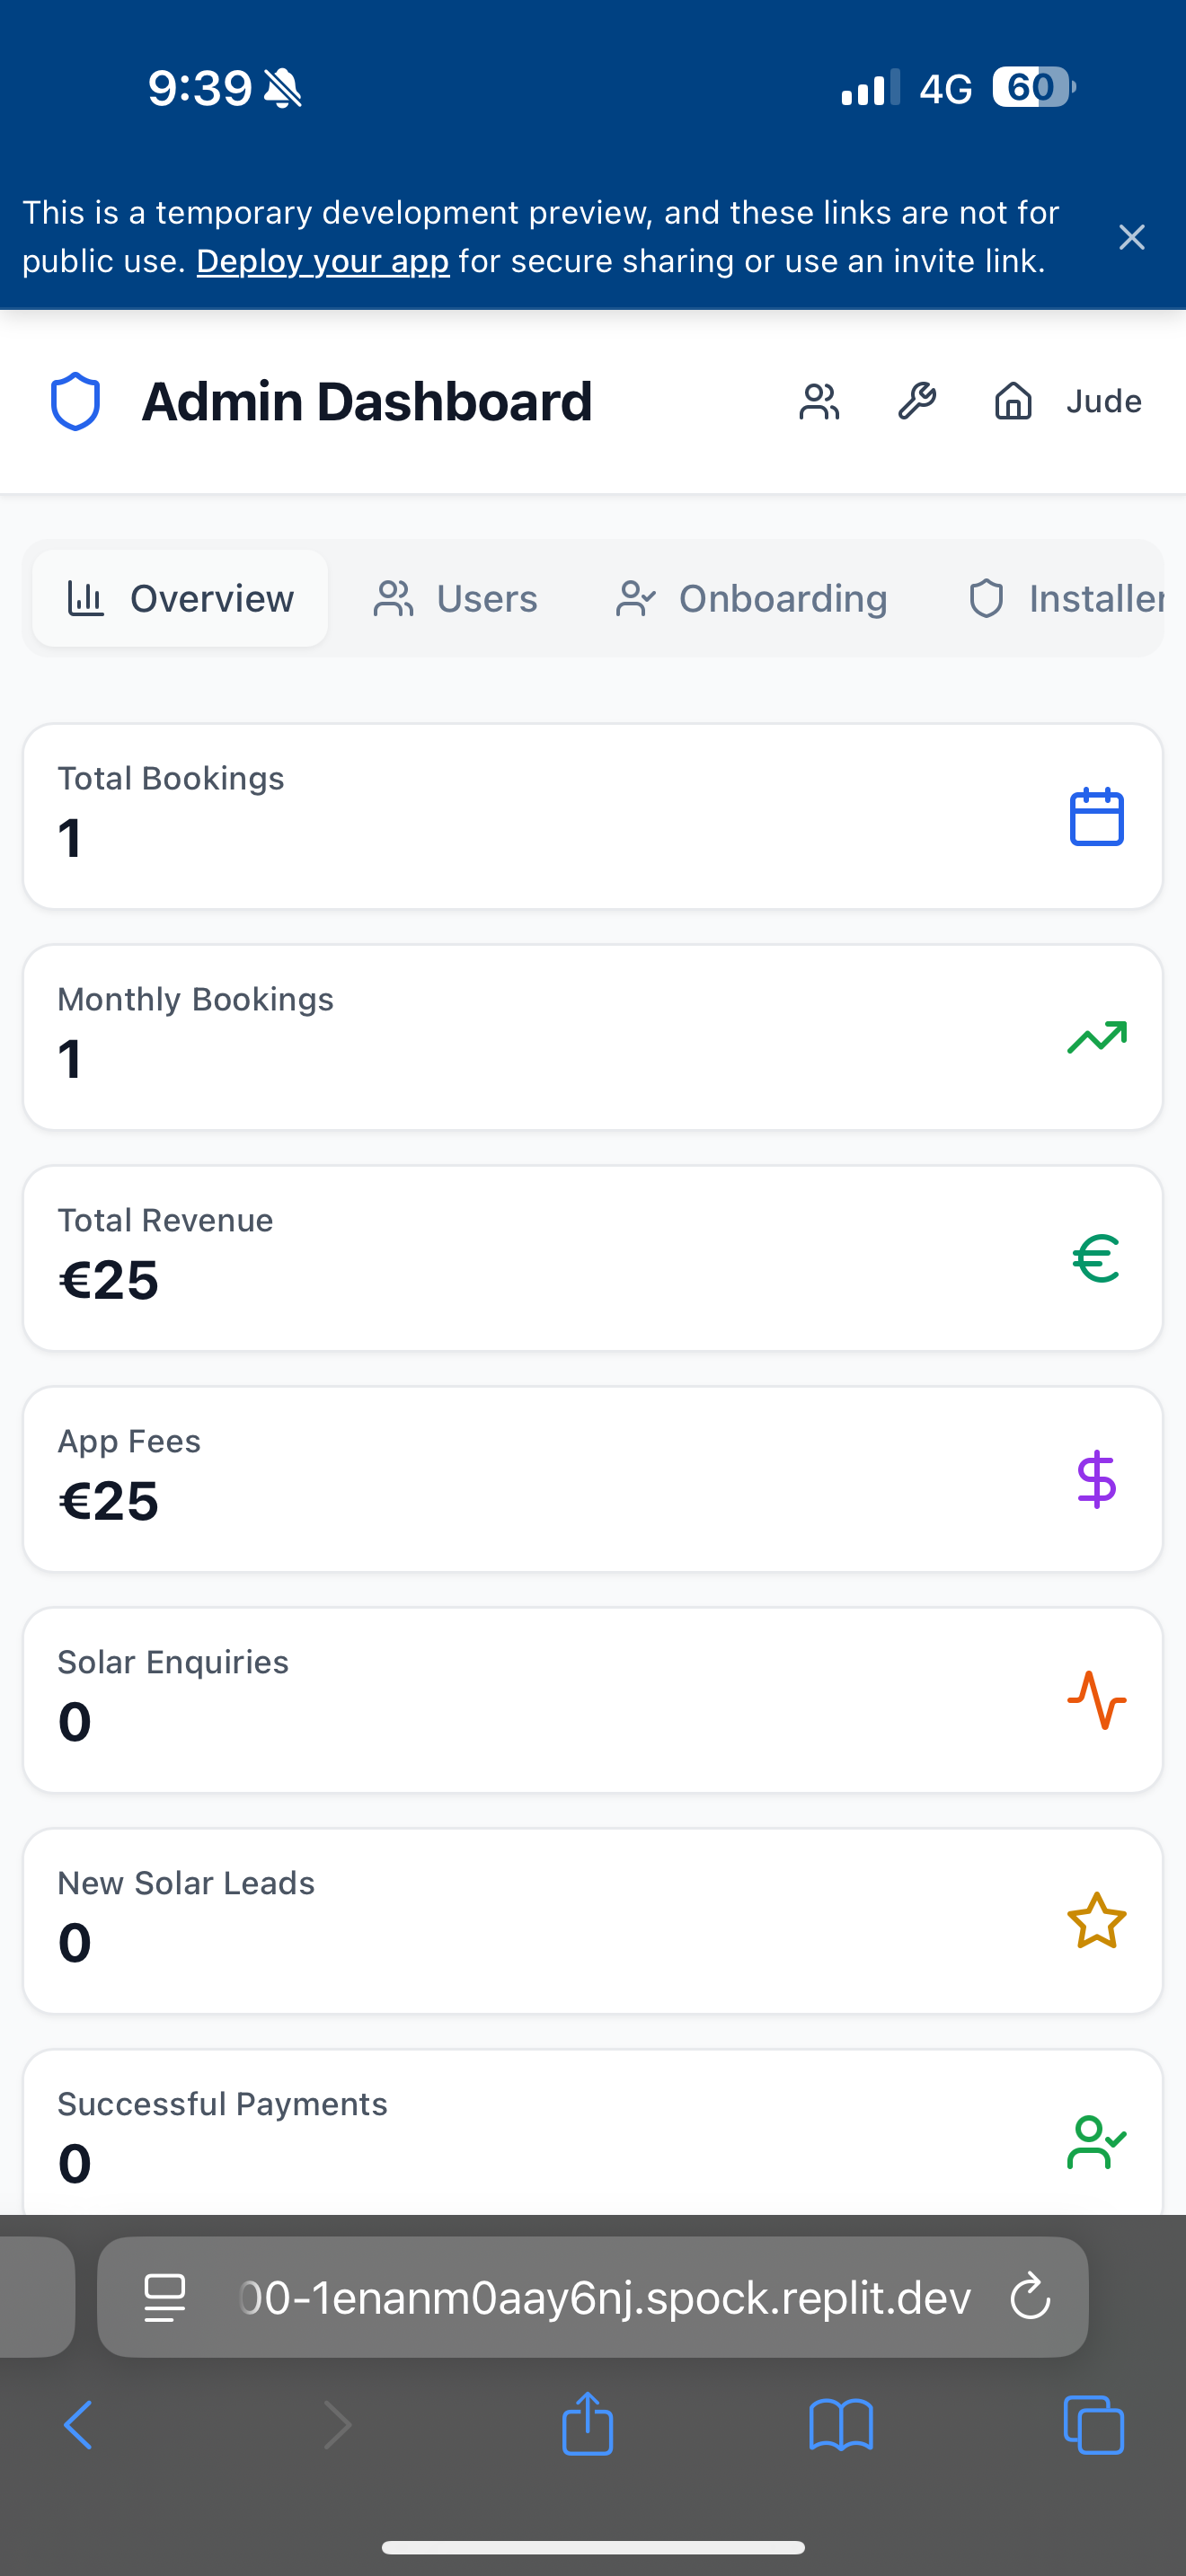 9:39
4G
60
This is a temporary development preview, and these links are not for
public use. Deploy your app for secure sharing or use an invite link.
Admin Dashboard
Jude
Overview
Users
Onboarding
Total Bookings
1
Monthly Bookings
1
Total Revenue
€25
App Fees
€25
$
Solar Enquiries
0
New Solar Leads
0
Successful Payments
0
00-1enanm0aay6nj.spock.replit.dev